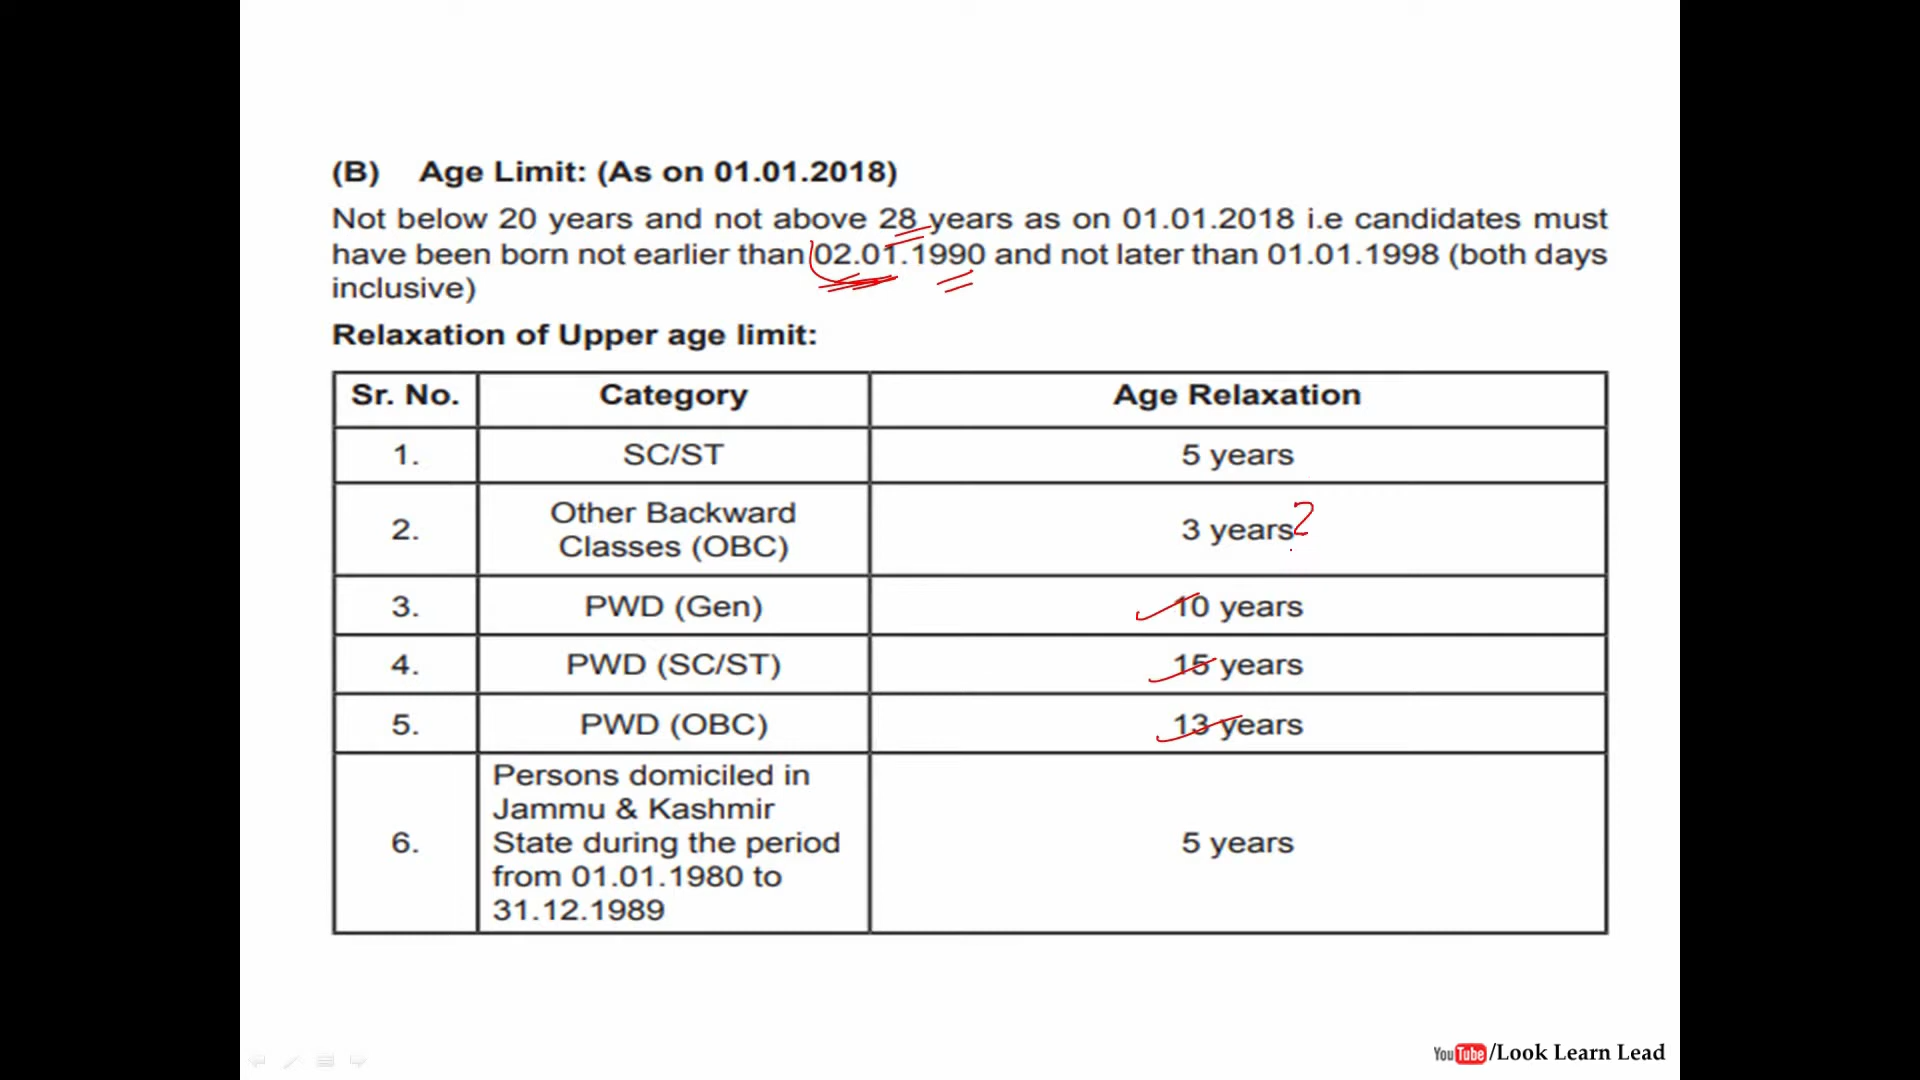 (B) Age Limit: (As on 01.01.2018)
Not below 20 years and not above 28 years as on 01.01.2018 i.e candidates must
have been born not earlier than 02.01.1990 and not later than 01.01.1998 (both days
inclusive)
Relaxation of Upper age limit:
Sr. No. Category Age Relaxation
1. SC/ST 5 years
2. Other Backward
Classes (OBC) 3 years ?
3. PWD (Gen) 10 years
4. PWD (SC/ST) 15 years
5. PWD (OBC) 13 years
6. Persons domiciled in
Jammu & Kashmir
State during the period
from 01.01.1980 to
31.12.1989
5 years
YouTube/Look Learn Lead